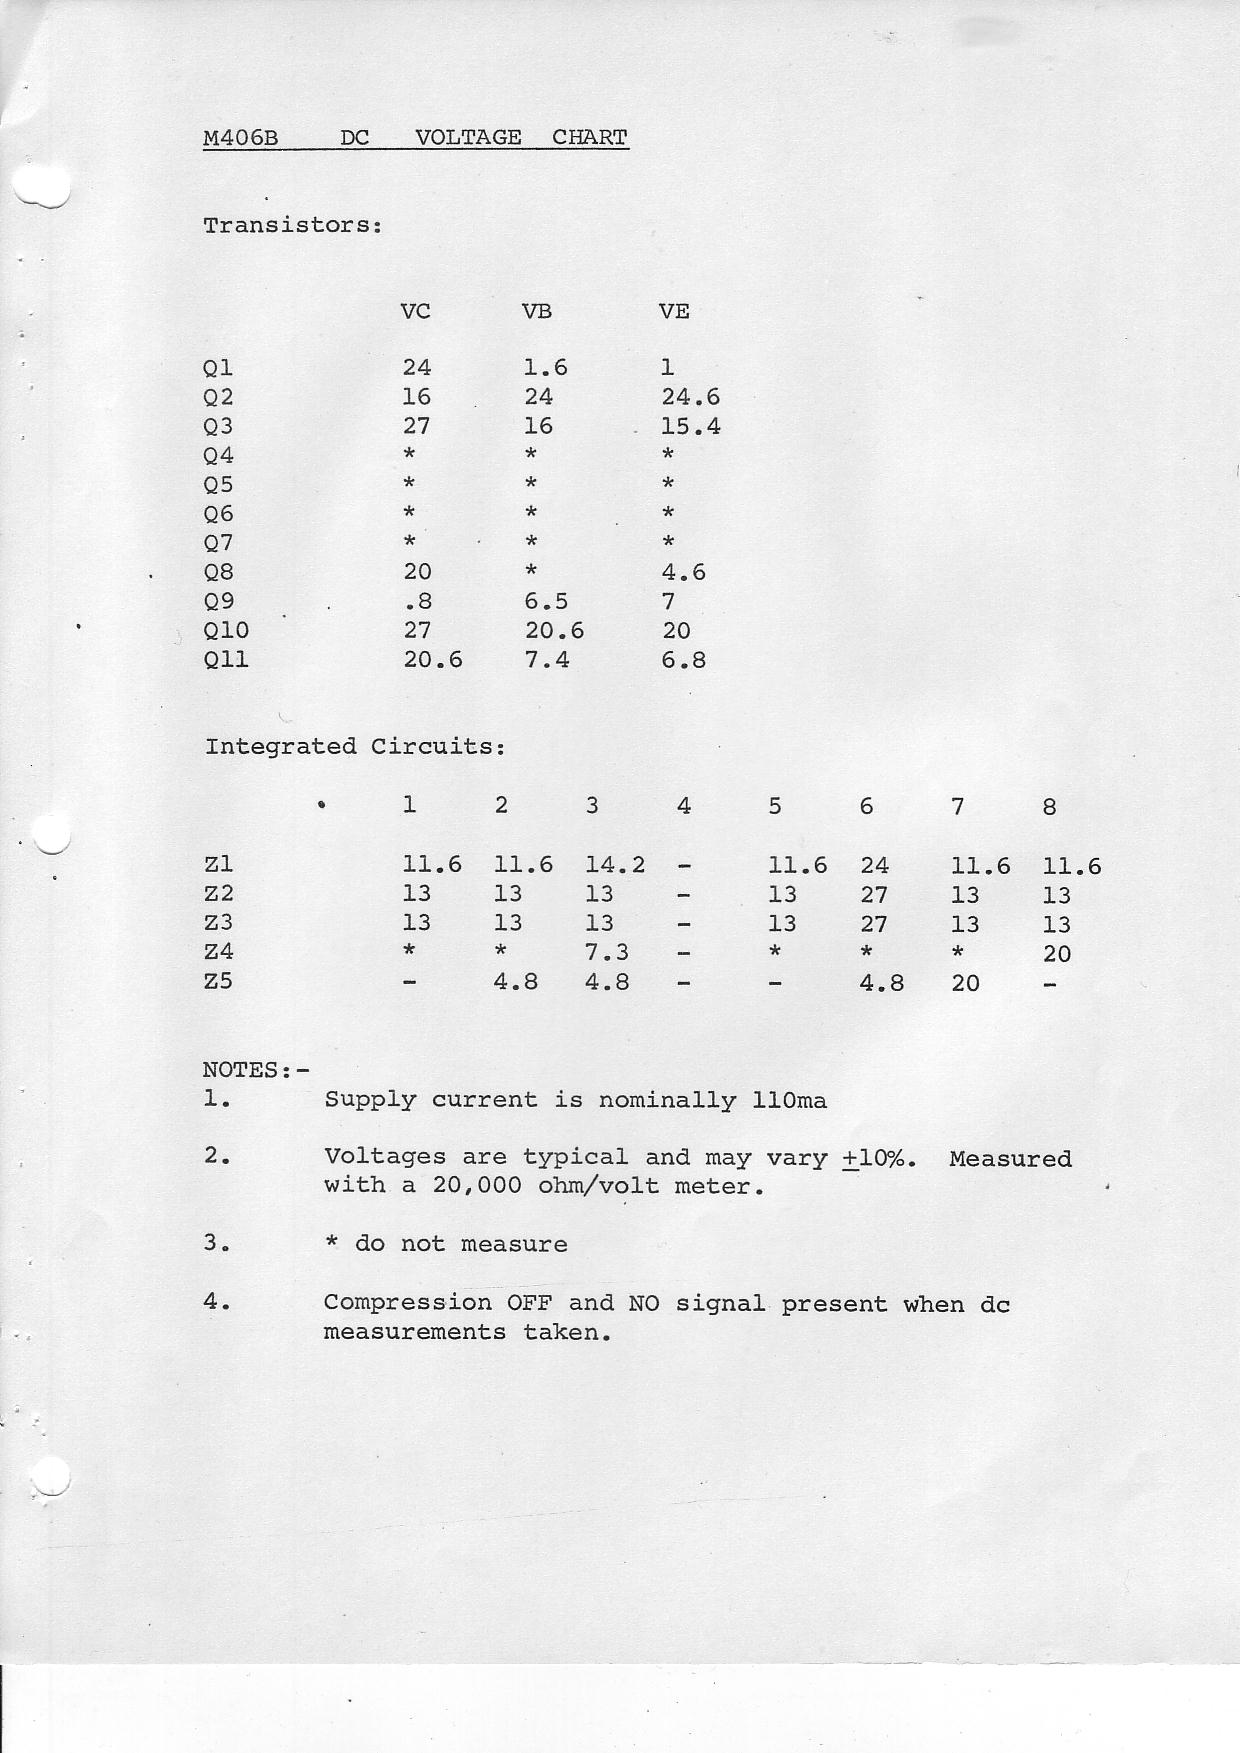 M406B DC VOLTAGE CHART
Transistors:
VC VB VE
Q1 24 1.6 1
Q2 16 24 24.6
Q3 27 16 15.4
Q4 * * *
Q5 * * *
Q6 * * *
Q7 * * *
Q8 20 * 4.6
Q9 .8 6.5 7
Q10 27 20.6 20
Q11 20.6 7.4 6.8
Integrated Circuits:
1 2 3 4 5 6 7 8
Z1 11.6 11.6 14.2 - 11.6 24 11.6 11.6
Z2 13 13 13 - 13 27 13 13
Z3 13 13 13 - 13 27 13 13
Z4 * * 7.3 - * * * 20
Z5 - 4.8 4.8 - - 4.8 20 -
NOTES:-
1. Supply current is nominally 110ma
2. Voltages are typical and may vary ±10%. Measured
with a 20,000 ohm/volt meter.
3. * do not measure
4. Compression OFF and NO signal present when dc
measurements taken.